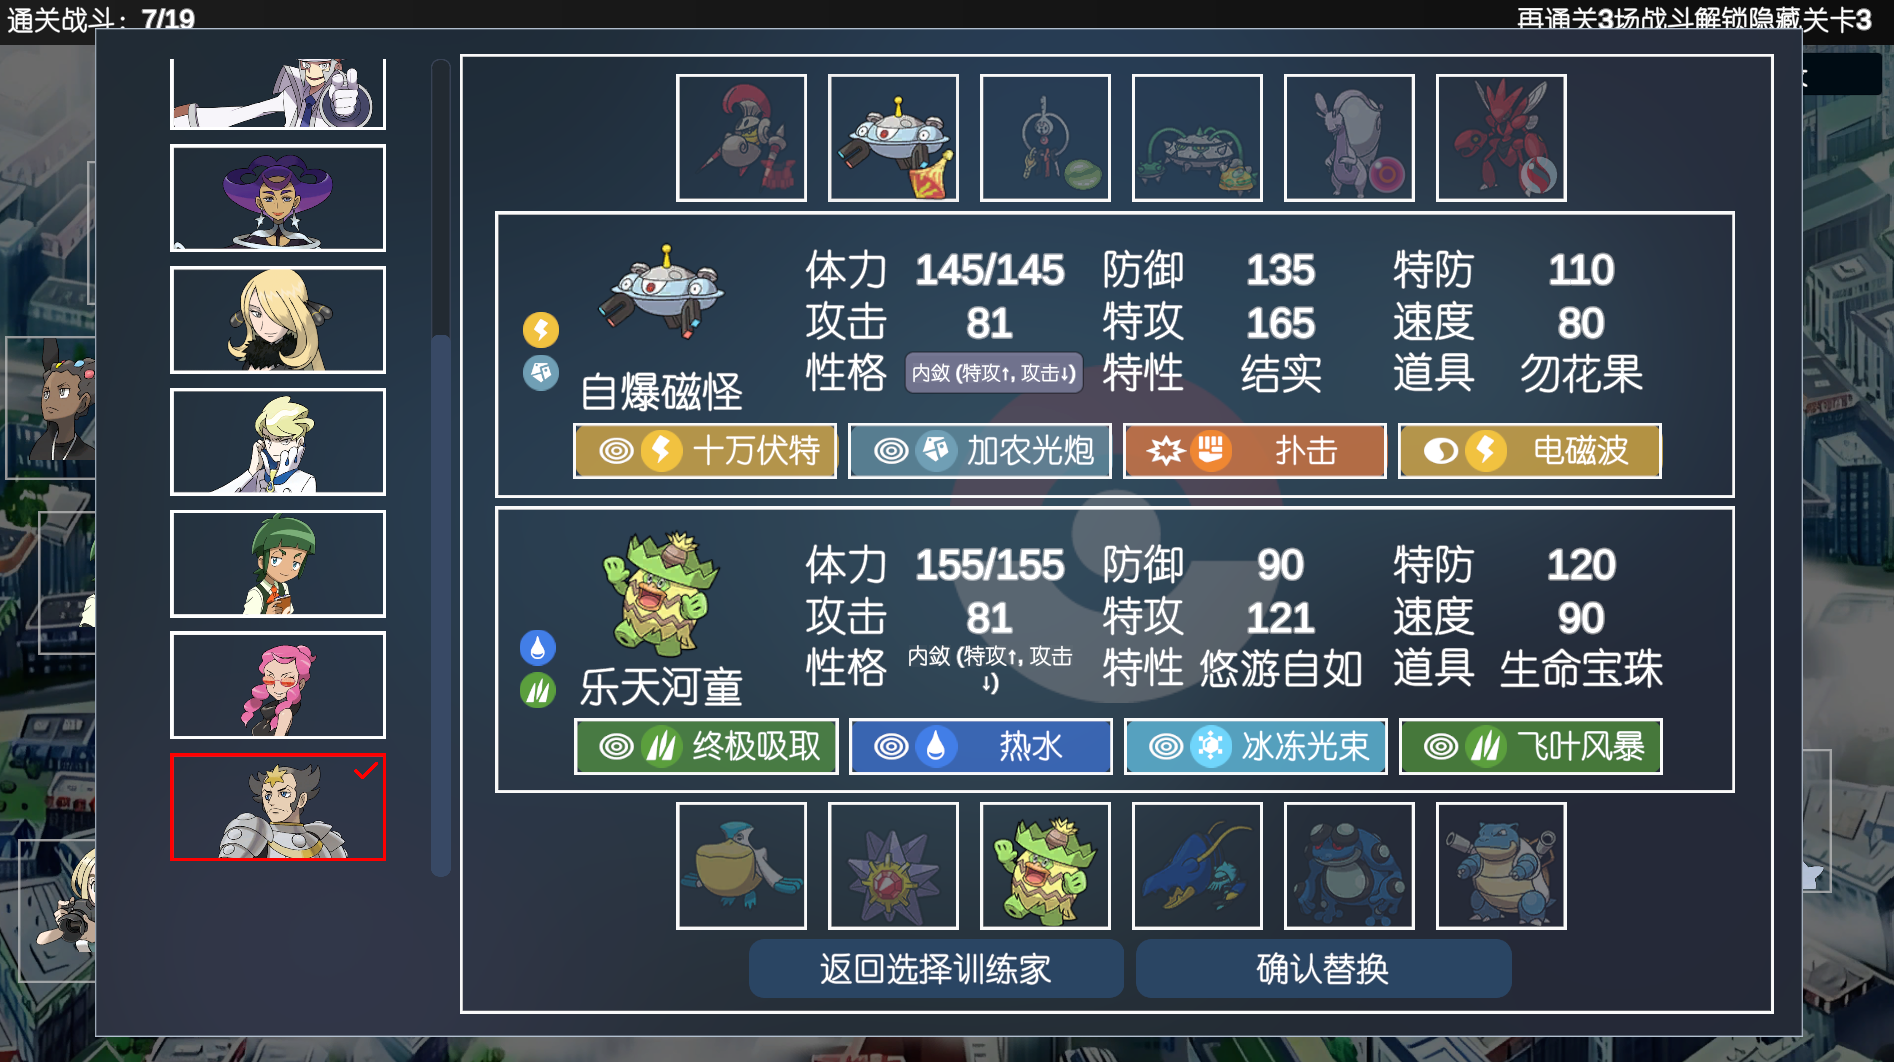 通关战斗：7/19
再通关3场战斗解锁隐藏关卡3
体力 145/145 防御 135 特防 110
攻击 81 特攻 165 速度 80
性格 内敛 (特攻↑, 攻击↓) 特性 结实 道具 勿花果
自爆磁怪
十万伏特 加农光炮 扑击 电磁波
体力 155/155 防御 90 特防 120
攻击 81 特攻 121 速度 90
性格 内敛 (特攻↑, 攻击↓) 特性 悠游自如 道具 生命宝珠
乐天河童
终极吸取 热水 冰冻光束 飞叶风暴
返回选择训练家 确认替换